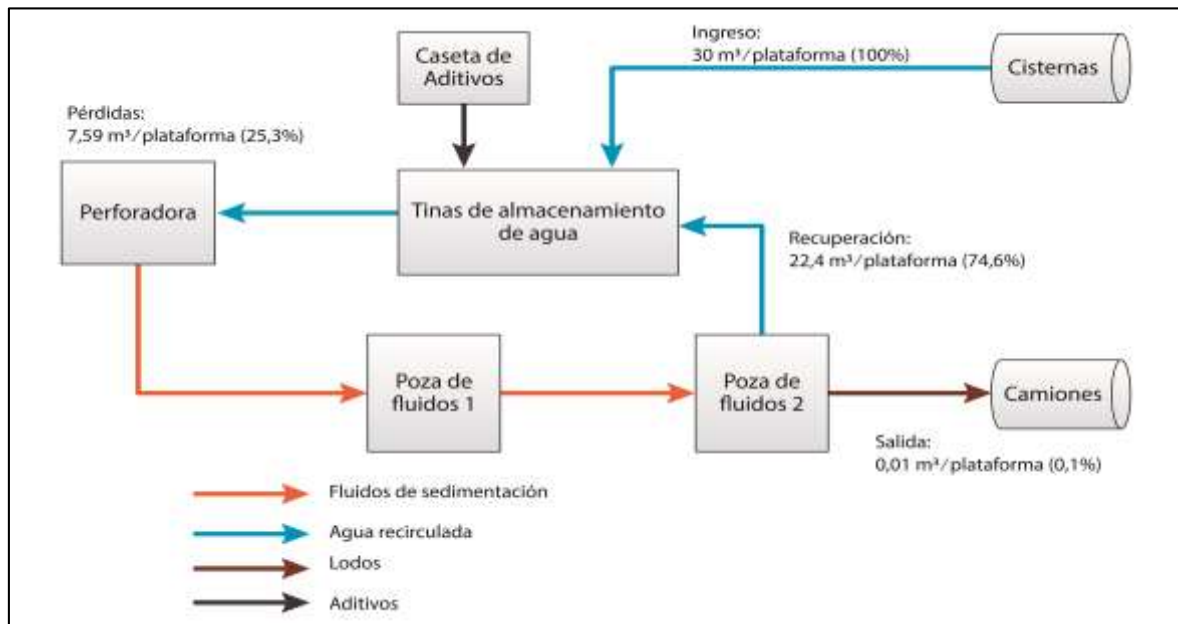 Ingreso:
30 m³/plataforma (100%)
Caseta de
Aditivos
Cisternas
Pérdidas:
7,59 m³/plataforma (25,3%)
Perforadora
Tinas de almacenamiento
de agua
Recuperación:
22,4 m³/plataforma (74,6%)
Poza de
fluidos 1
Poza de
fluidos 2
Camiones
Salida:
0,01 m³/plataforma (0,1%)
Fluidos de sedimentación
Agua recirculada
Lodos
Aditivos